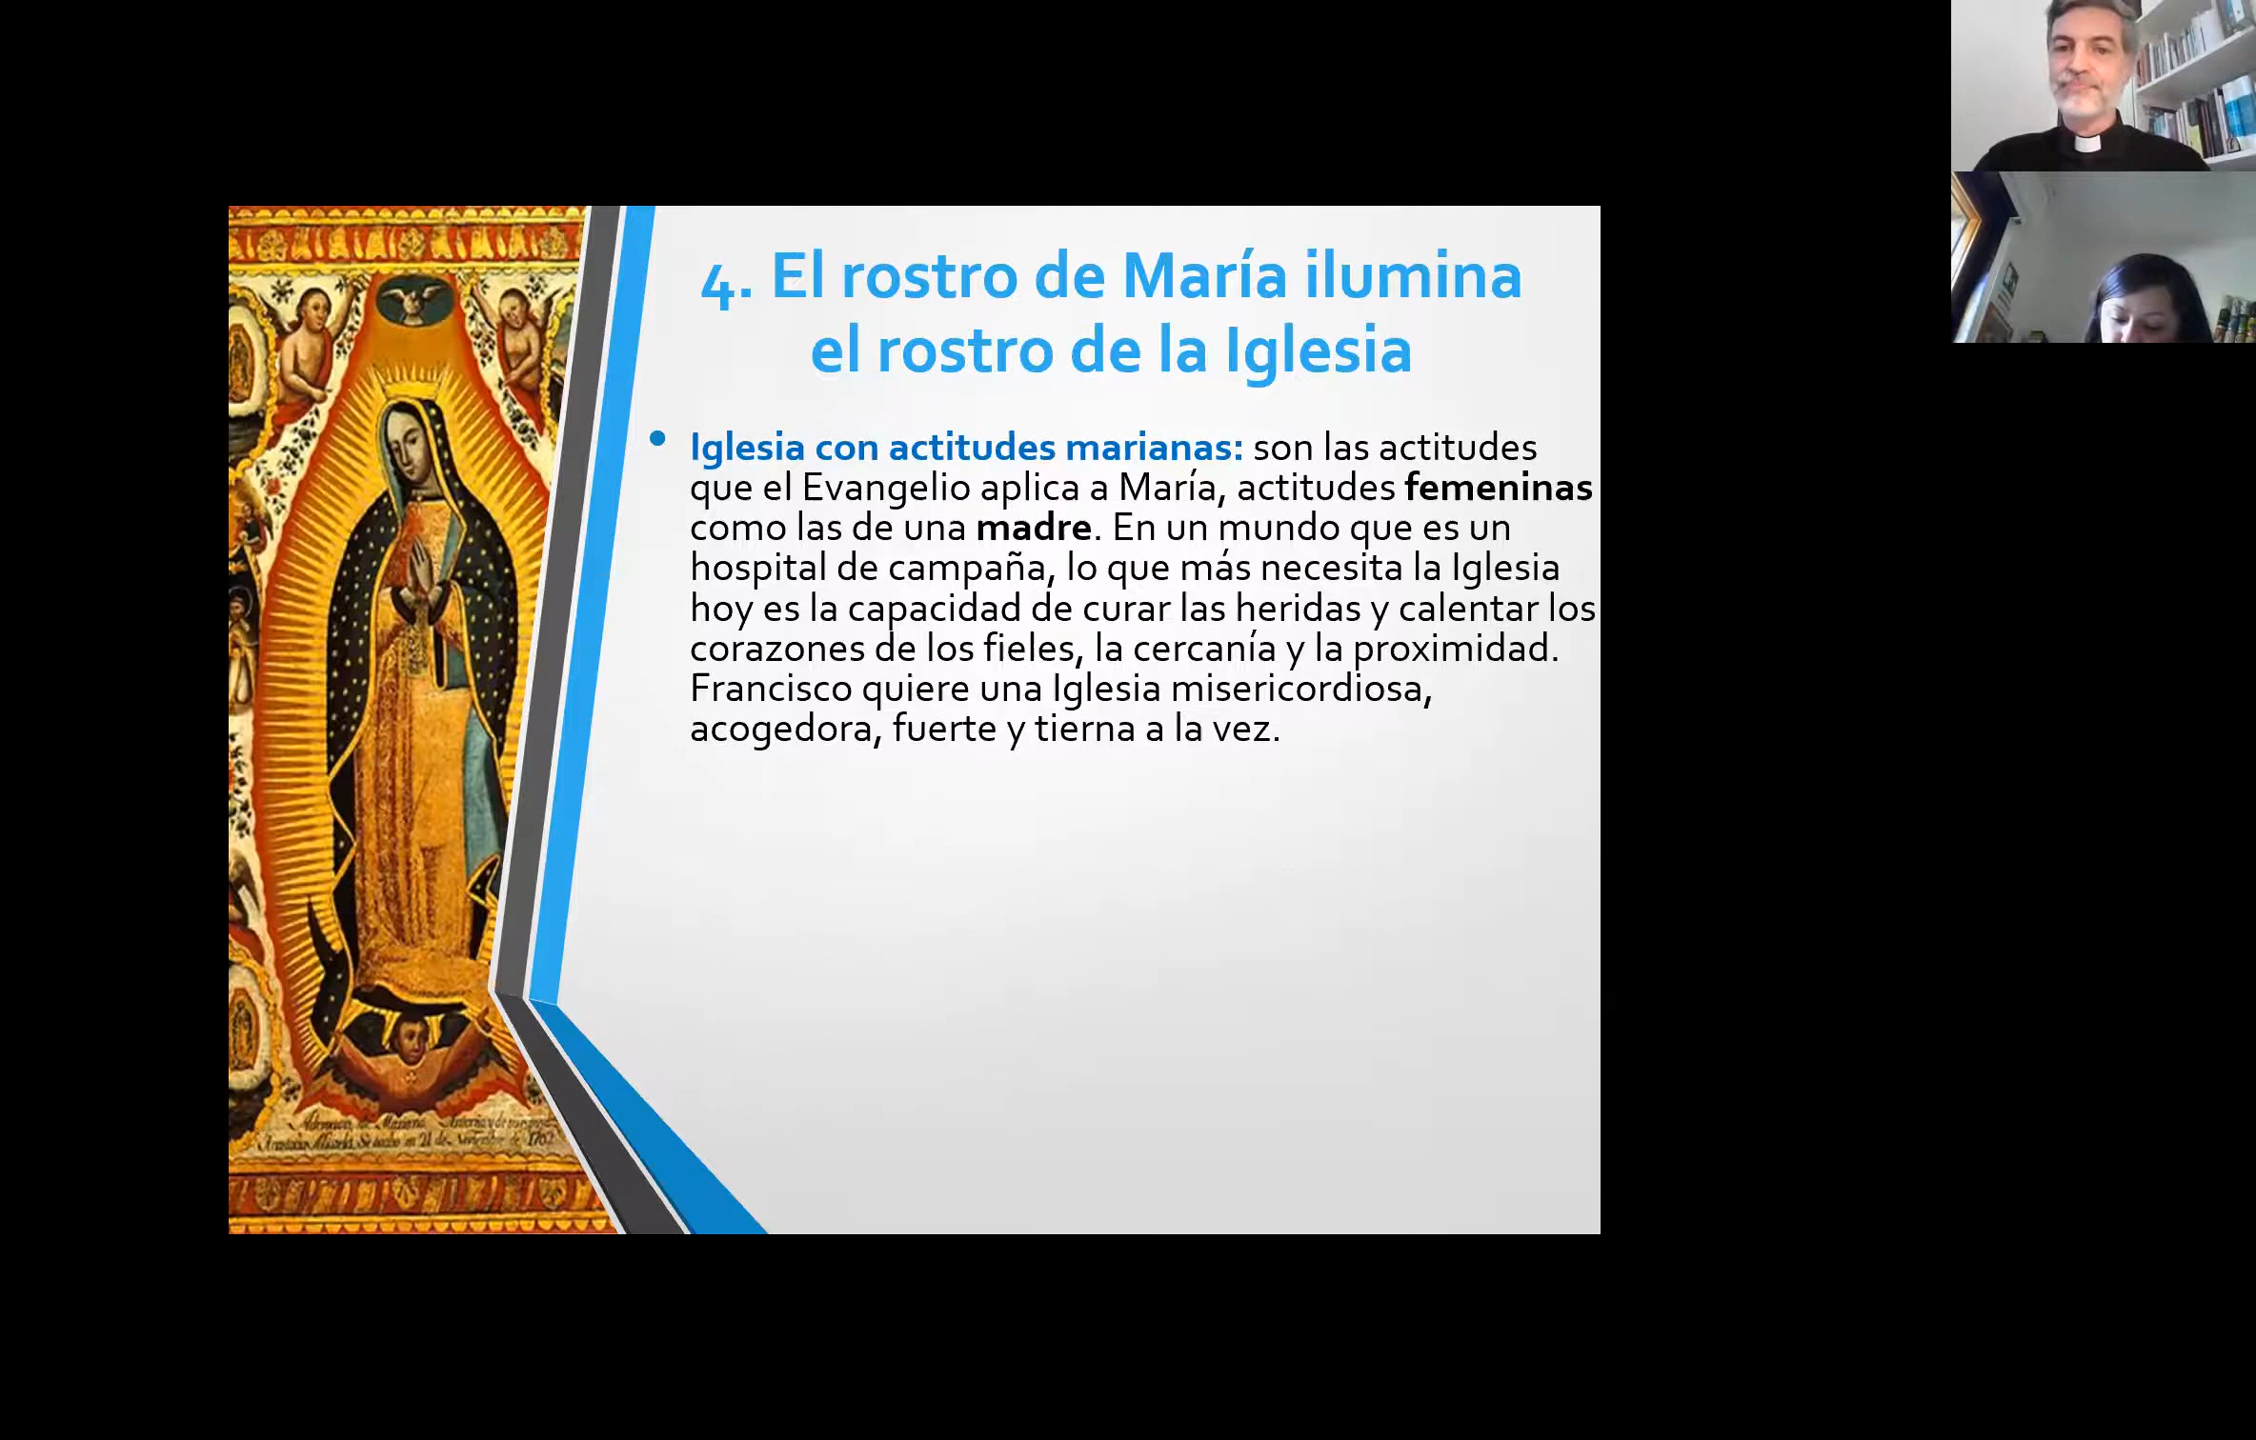 4. El rostro de María ilumina
el rostro de la Iglesia
• Iglesia con actitudes marianas: son las actitudes
que el Evangelio aplica a María, actitudes femeninas
como las de una madre. En un mundo que es un
hospital de campaña, lo que más necesita la Iglesia
hoy es la capacidad de curar las heridas y calentar los
corazones de los fieles, la cercanía y la proximidad.
Francisco quiere una Iglesia misericordiosa,
acogedora, fuerte y tierna a la vez.